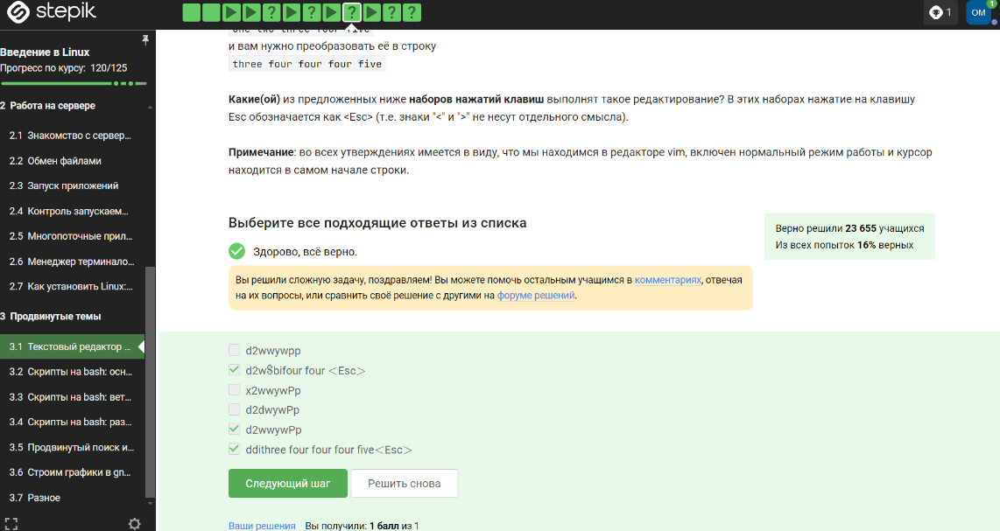 stepik
? ? ? ? ?
1
OM
1
Введение в Linux
Прогресс по курсу: 120/125
2 Работа на сервере
2.1 Знакомство с сервер...
2.2 Обмен файлами
2.3 Запуск приложений
2.4 Контроль запускаем...
2.5 Многопоточные прил...
2.6 Менеджер терминало...
2.7 Как установить Linux:...
3 Продвинутые темы
3.1 Текстовый редактор ...
3.2 Скрипты на bash: осн...
3.3 Скрипты на bash: вет...
3.4 Скрипты на bash: раз...
3.5 Продвинутый поиск и...
3.6 Строим графики в gn...
3.7 Разное
one two three four five
и вам нужно преобразовать её в строку
three four four four five
Какие(ой) из предложенных ниже наборов нажатий клавиш выполнят такое редактирование? В этих наборах нажатие на клавишу
Esc обозначается как <Esc> (т.е. знаки "<" и ">" не несут отдельного смысла).
Примечание: во всех утверждениях имеется в виду, что мы находимся в редакторе vim, включен нормальный режим работы и курсор
находится в самом начале строки.
Выберите все подходящие ответы из списка
Верно решили 23 655 учащихся
Из всех попыток 16% верных
Здорово, всё верно.
Вы решили сложную задачу, поздравляем! Вы можете помочь остальным учащимся в комментариях, отвечая
на их вопросы, или сравнить своё решение с другими на форуме решений.
d2wwywpp
d2w$bifour four <Esc>
x2wwywPp
d2dwywPp
d2wwywPp
ddithree four four four five<Esc>
Следующий шаг
Решить снова
Ваши решения Вы получили: 1 балл из 1